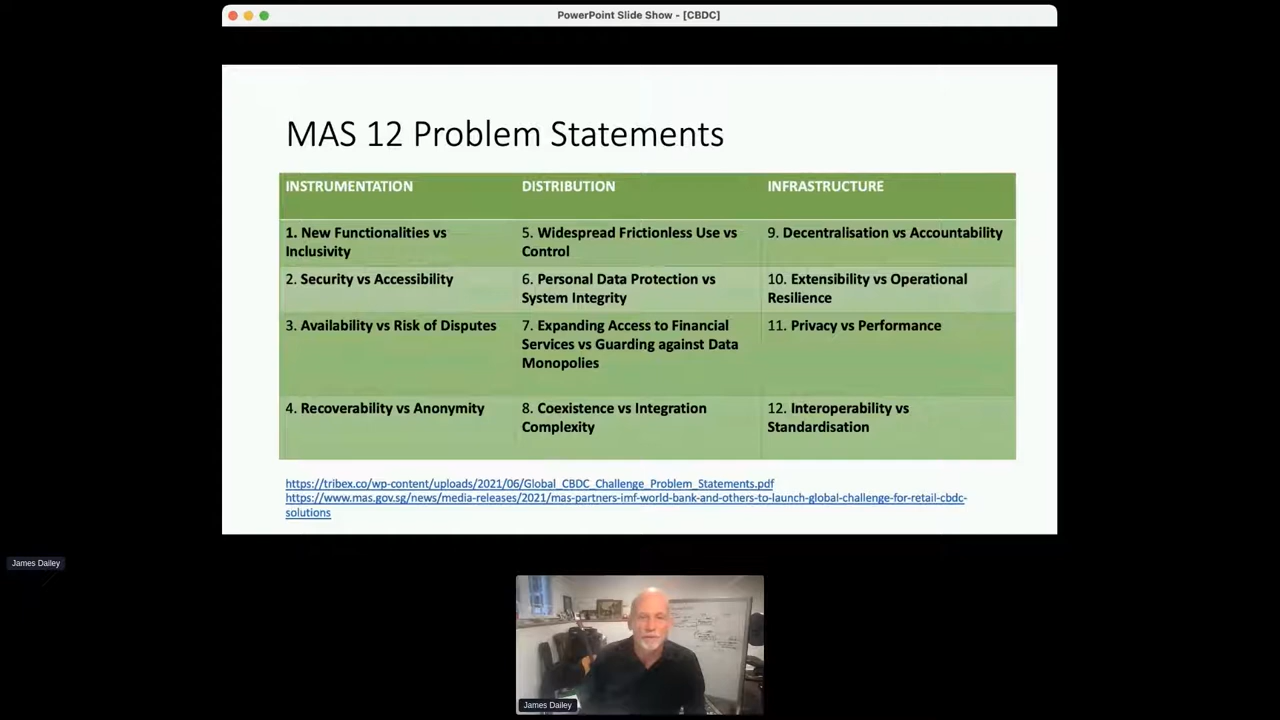 PowerPoint Slide Show - [CBDC]
MAS 12 Problem Statements
INSTRUMENTATION
DISTRIBUTION
INFRASTRUCTURE
1. New Functionalities vs
Inclusivity
5. Widespread Frictionless Use vs
Control
9. Decentralisation vs Accountability
2. Security vs Accessibility
6. Personal Data Protection vs
System Integrity
10. Extensibility vs Operational
Resilience
3. Availability vs Risk of Disputes
7. Expanding Access to Financial
Services vs Guarding against Data
Monopolies
11. Privacy vs Performance
4. Recoverability vs Anonymity
8. Coexistence vs Integration
Complexity
12. Interoperability vs
Standardisation
https://tribex.co/wp-content/uploads/2021/06/Global_CBDC_Challenge_Problem_Statements.pdf
https://www.mas.gov.sg/news/media-releases/2021/mas-partners-imf-world-bank-and-others-to-launch-global-challenge-for-retail-cbdc-
solutions
James Dailey
James Dailey